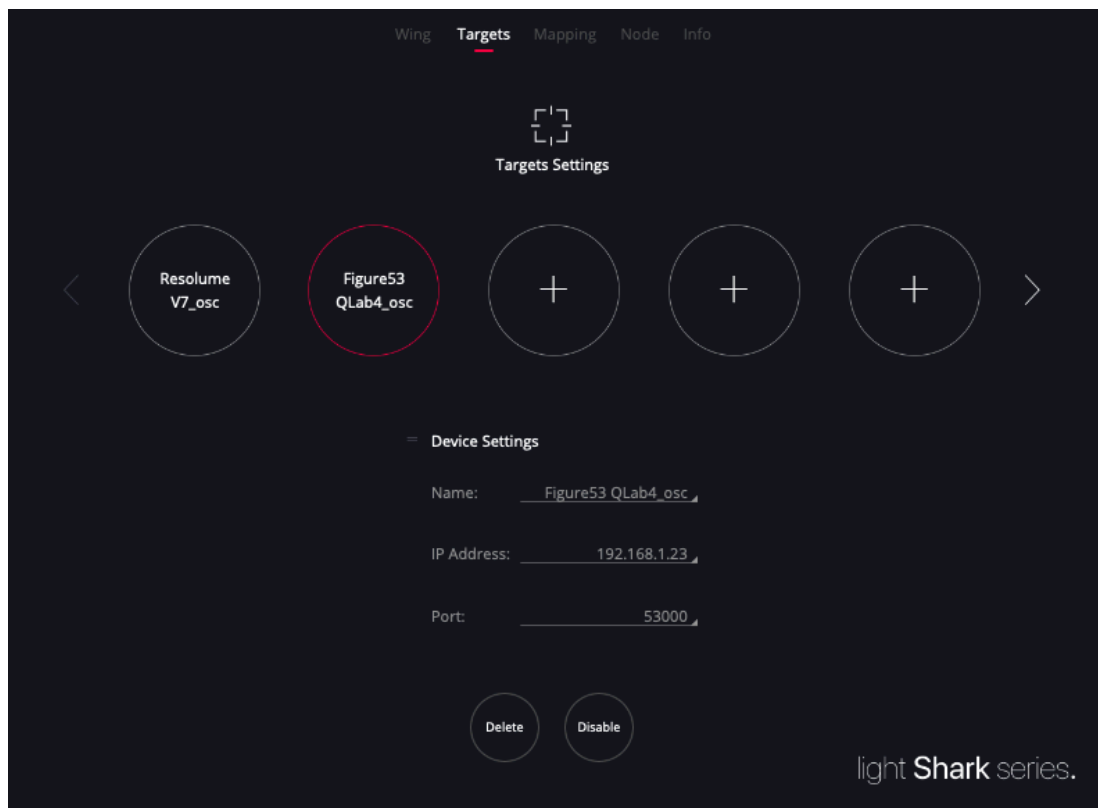 Wing Targets Mapping Node Info
Targets Settings
Resolume
V7_osc
Figure53
QLab4_osc
Device Settings
Name: Figure53 QLab4_osc
IP Address: 192.168.1.23
Port: 53000
Delete Disable
light Shark series.